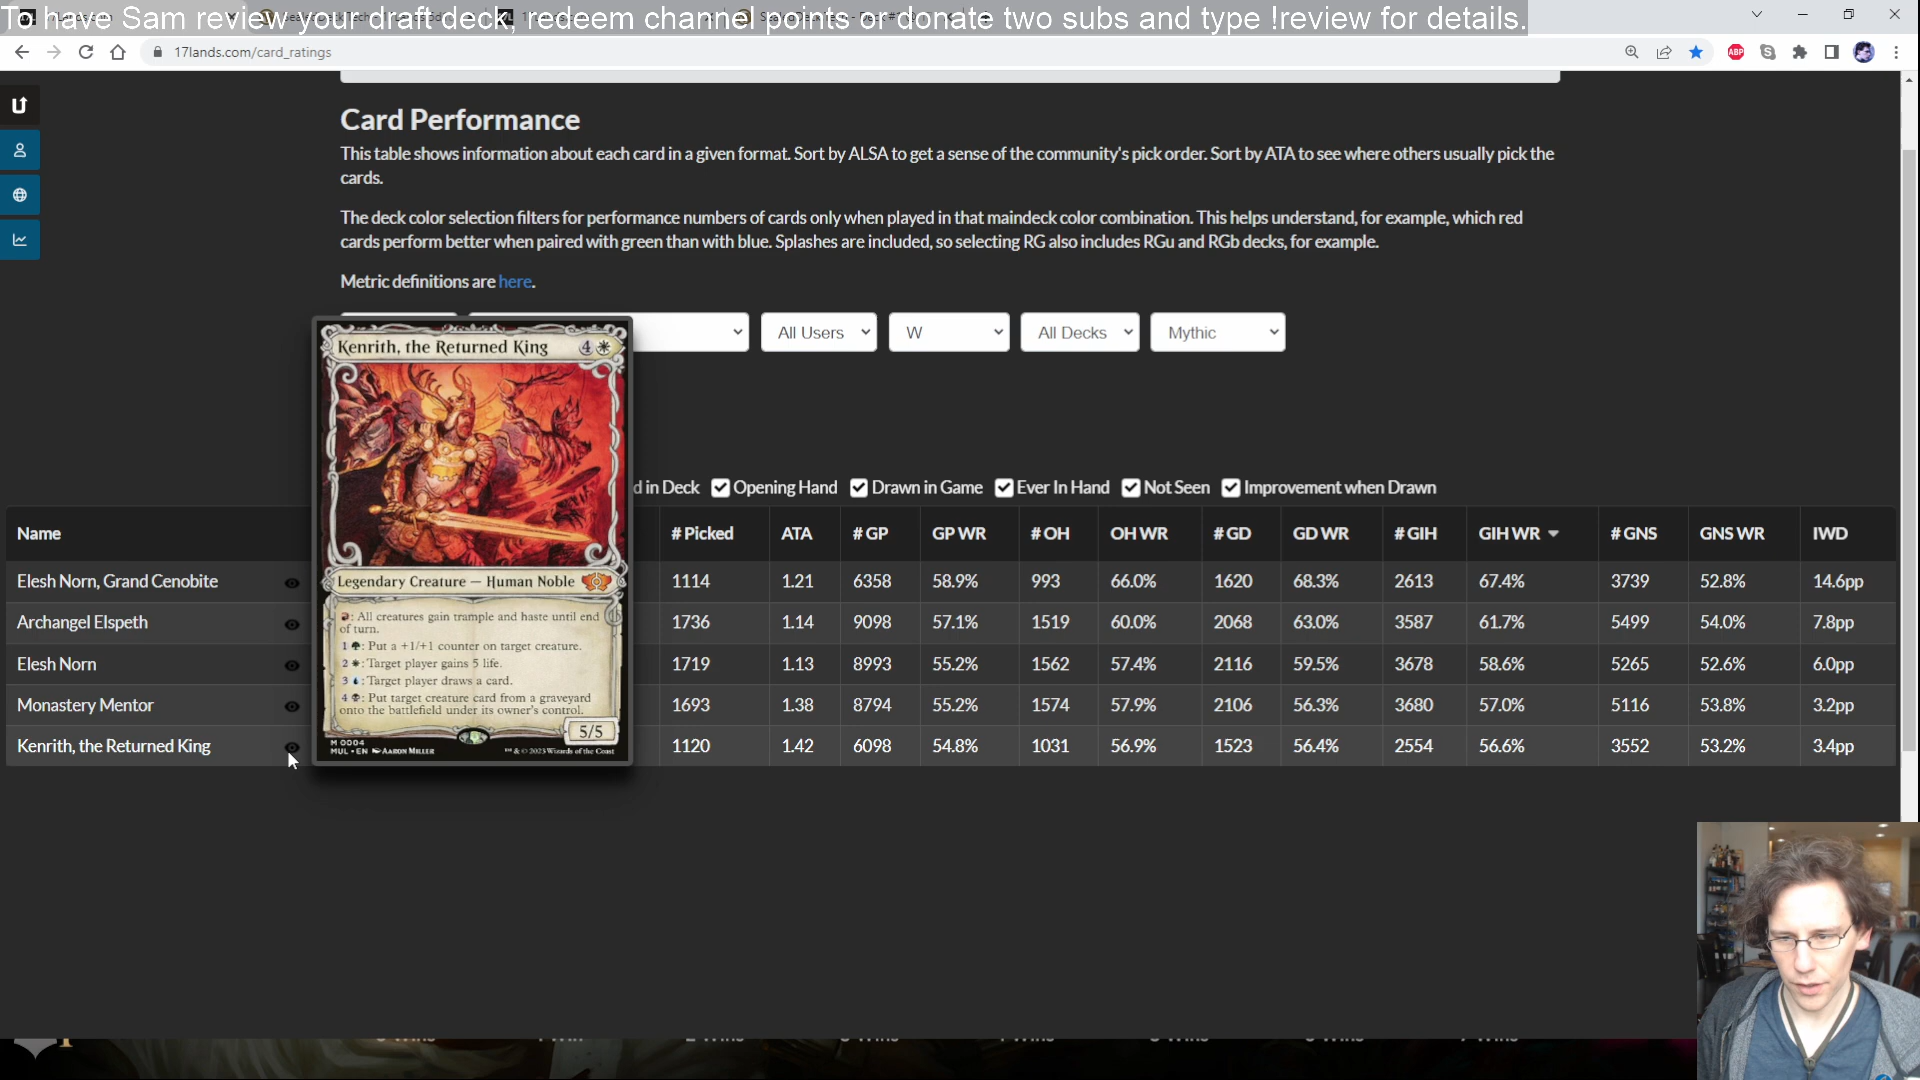 To have Sam review your draft deck, redeem channel points or donate two subs and type !review for details.
17lands.com/card_ratings
ABP
Card Performance
This table shows information about each card in a given format. Sort by ALSA to get a sense of the community's pick order. Sort by ATA to see where others usually pick the
cards.
The deck color selection filters for performance numbers of cards only when played in that maindeck color combination. This helps understand, for example, which red
cards perform better when paired with green than with blue. Splashes are included, so selecting RG also includes RGu and RGb decks, for example.
Metric definitions are here.
All Users W All Decks Mythic
Kenrith, the Returned King 4
Legendary Creature — Human Noble
: All creatures gain trample and haste until end
of turn.
1 : Put a +1/+1 counter on target creature.
2 : Target player gains 5 life.
3 : Target player draws a card.
4 : Put target creature card from a graveyard
onto the battlefield under its owner's control.
5/5
M 0004
MUL • EN AARON MILLER ™ & © 2023 Wizards of the Coast
d in Deck Opening Hand Drawn in Game Ever In Hand Not Seen Improvement when Drawn
Name # Picked ATA # GP GP WR # OH OH WR # GD GD WR # GIH GIH WR # GNS GNS WR IWD
Elesh Norn, Grand Cenobite 1114 1.21 6358 58.9% 993 66.0% 1620 68.3% 2613 67.4% 3739 52.8% 14.6pp
Archangel Elspeth 1736 1.14 9098 57.1% 1519 60.0% 2068 63.0% 3587 61.7% 5499 54.0% 7.8pp
Elesh Norn 1719 1.13 8993 55.2% 1562 57.4% 2116 59.5% 3678 58.6% 5265 52.6% 6.0pp
Monastery Mentor 1693 1.38 8794 55.2% 1574 57.9% 2106 56.3% 3680 57.0% 5116 53.8% 3.2pp
Kenrith, the Returned King 1120 1.42 6098 54.8% 1031 56.9% 1523 56.4% 2554 56.6% 3552 53.2% 3.4pp